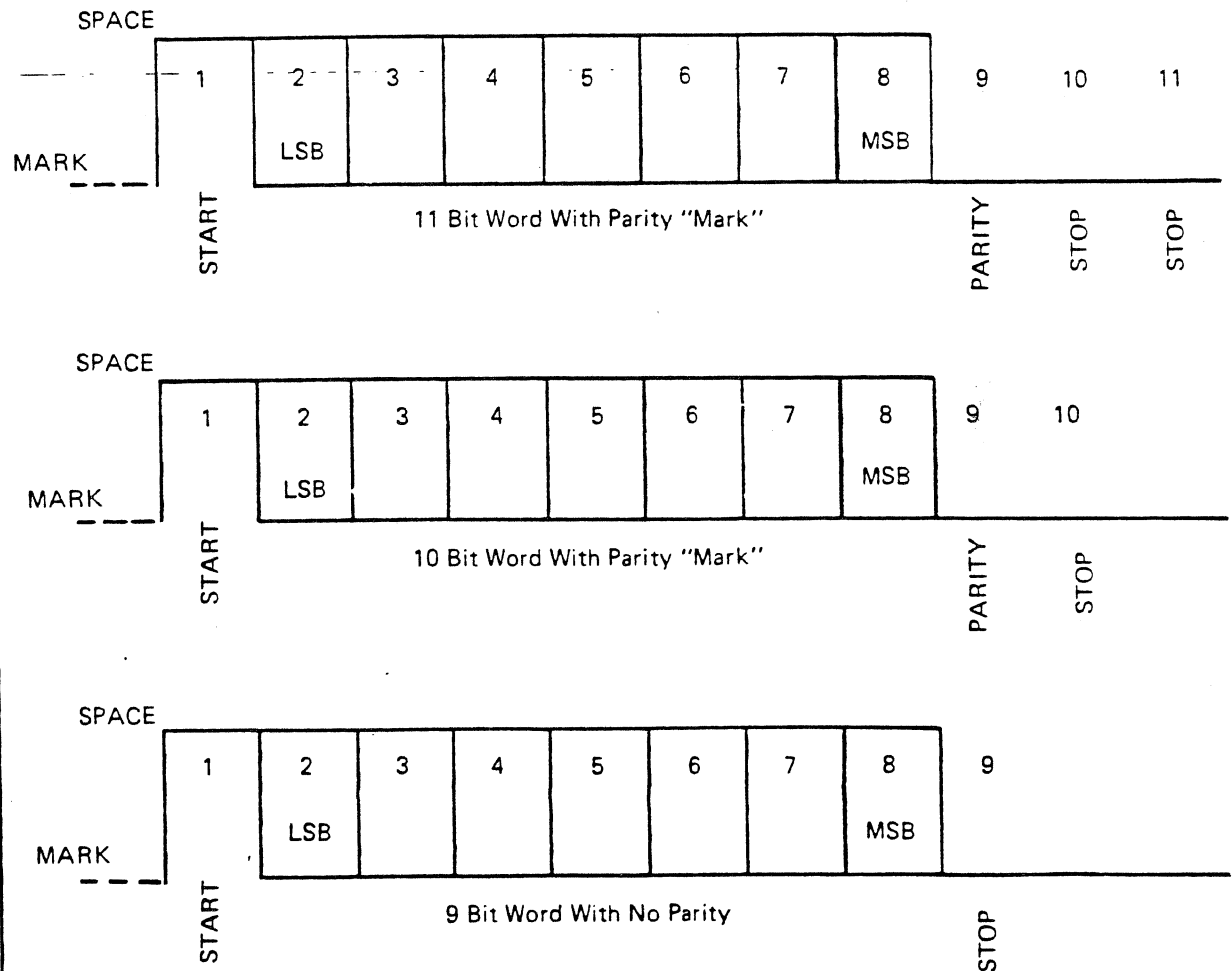 SPACE
1 2 3 4 5 6 7 8 9 10 11
LSB MSB
MARK
START PARITY STOP STOP
11 Bit Word With Parity "Mark"
SPACE
1 2 3 4 5 6 7 8 9 10
LSB MSB
MARK
START PARITY STOP
10 Bit Word With Parity "Mark"
SPACE
1 2 3 4 5 6 7 8 9
LSB MSB
MARK
START STOP
9 Bit Word With No Parity